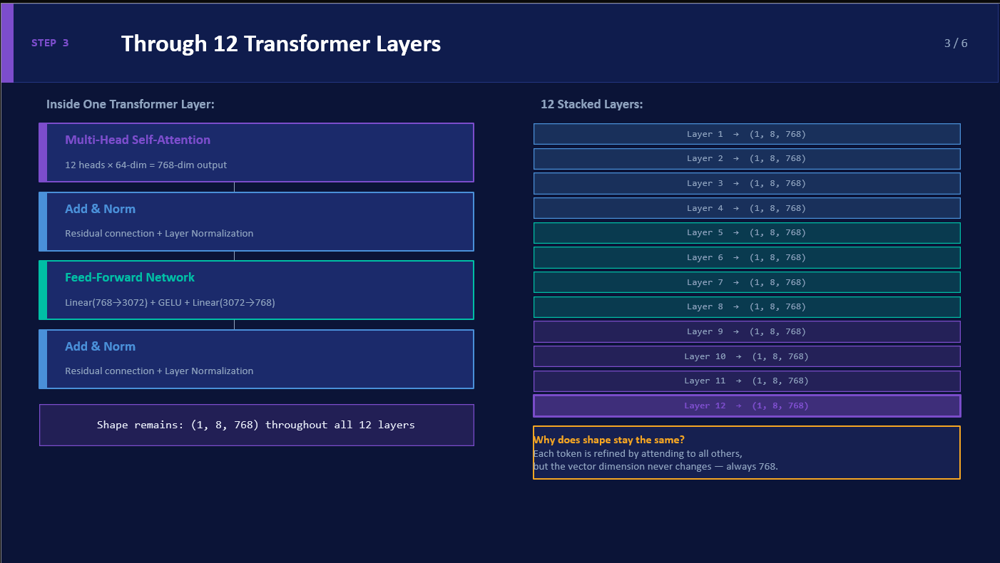 STEP 3
Through 12 Transformer Layers
3 / 6
Inside One Transformer Layer:
Multi-Head Self-Attention
12 heads × 64-dim = 768-dim output
Add & Norm
Residual connection + Layer Normalization
Feed-Forward Network
Linear(768→3072) + GELU + Linear(3072→768)
Add & Norm
Residual connection + Layer Normalization
Shape remains: (1, 8, 768) throughout all 12 layers
12 Stacked Layers:
Layer 1 → (1, 8, 768)
Layer 2 → (1, 8, 768)
Layer 3 → (1, 8, 768)
Layer 4 → (1, 8, 768)
Layer 5 → (1, 8, 768)
Layer 6 → (1, 8, 768)
Layer 7 → (1, 8, 768)
Layer 8 → (1, 8, 768)
Layer 9 → (1, 8, 768)
Layer 10 → (1, 8, 768)
Layer 11 → (1, 8, 768)
Layer 12 → (1, 8, 768)
Why does shape stay the same?
Each token is refined by attending to all others,
but the vector dimension never changes — always 768.